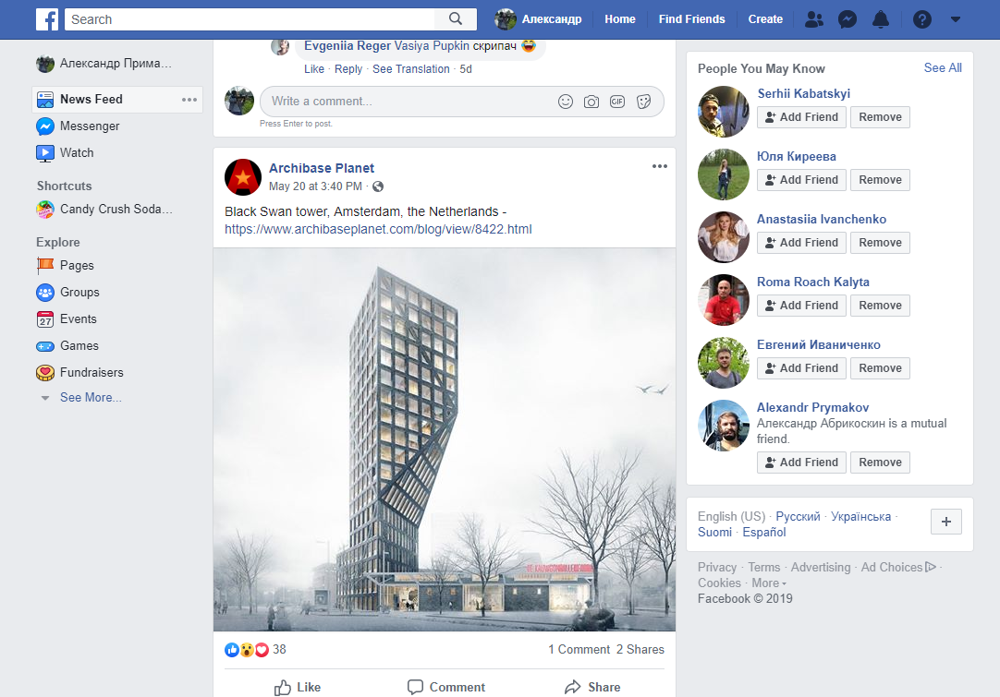 Search
Александр
Home
Find Friends
Create
Александр Прима...
News Feed
Messenger
Watch
Shortcuts
Candy Crush Soda...
Explore
Pages
Groups
27
Events
Games
Fundraisers
See More...
Evgeniia Reger Vasiya Pupkin скрипач
Like · Reply · See Translation · 5d
Write a comment...
GIF
Press Enter to post.
Archibase Planet
May 20 at 3:40 PM ·
Black Swan tower, Amsterdam, the Netherlands -
https://www.archibaseplanet.com/blog/view/8422.html
38
1 Comment 2 Shares
Like
Comment
Share
People You May Know
See All
Serhii Kabatskyi
Add Friend Remove
Юля Киреева
Add Friend Remove
Anastasiia Ivanchenko
Add Friend Remove
Roma Roach Kalyta
Add Friend Remove
Евгений Иваниченко
Add Friend Remove
Alexandr Prymakov
Александр Абрикоскин is a mutual
friend.
Add Friend Remove
English (US) · Русский · Українська ·
Suomi · Español
Privacy · Terms · Advertising · Ad Choices ·
Cookies · More
Facebook © 2019